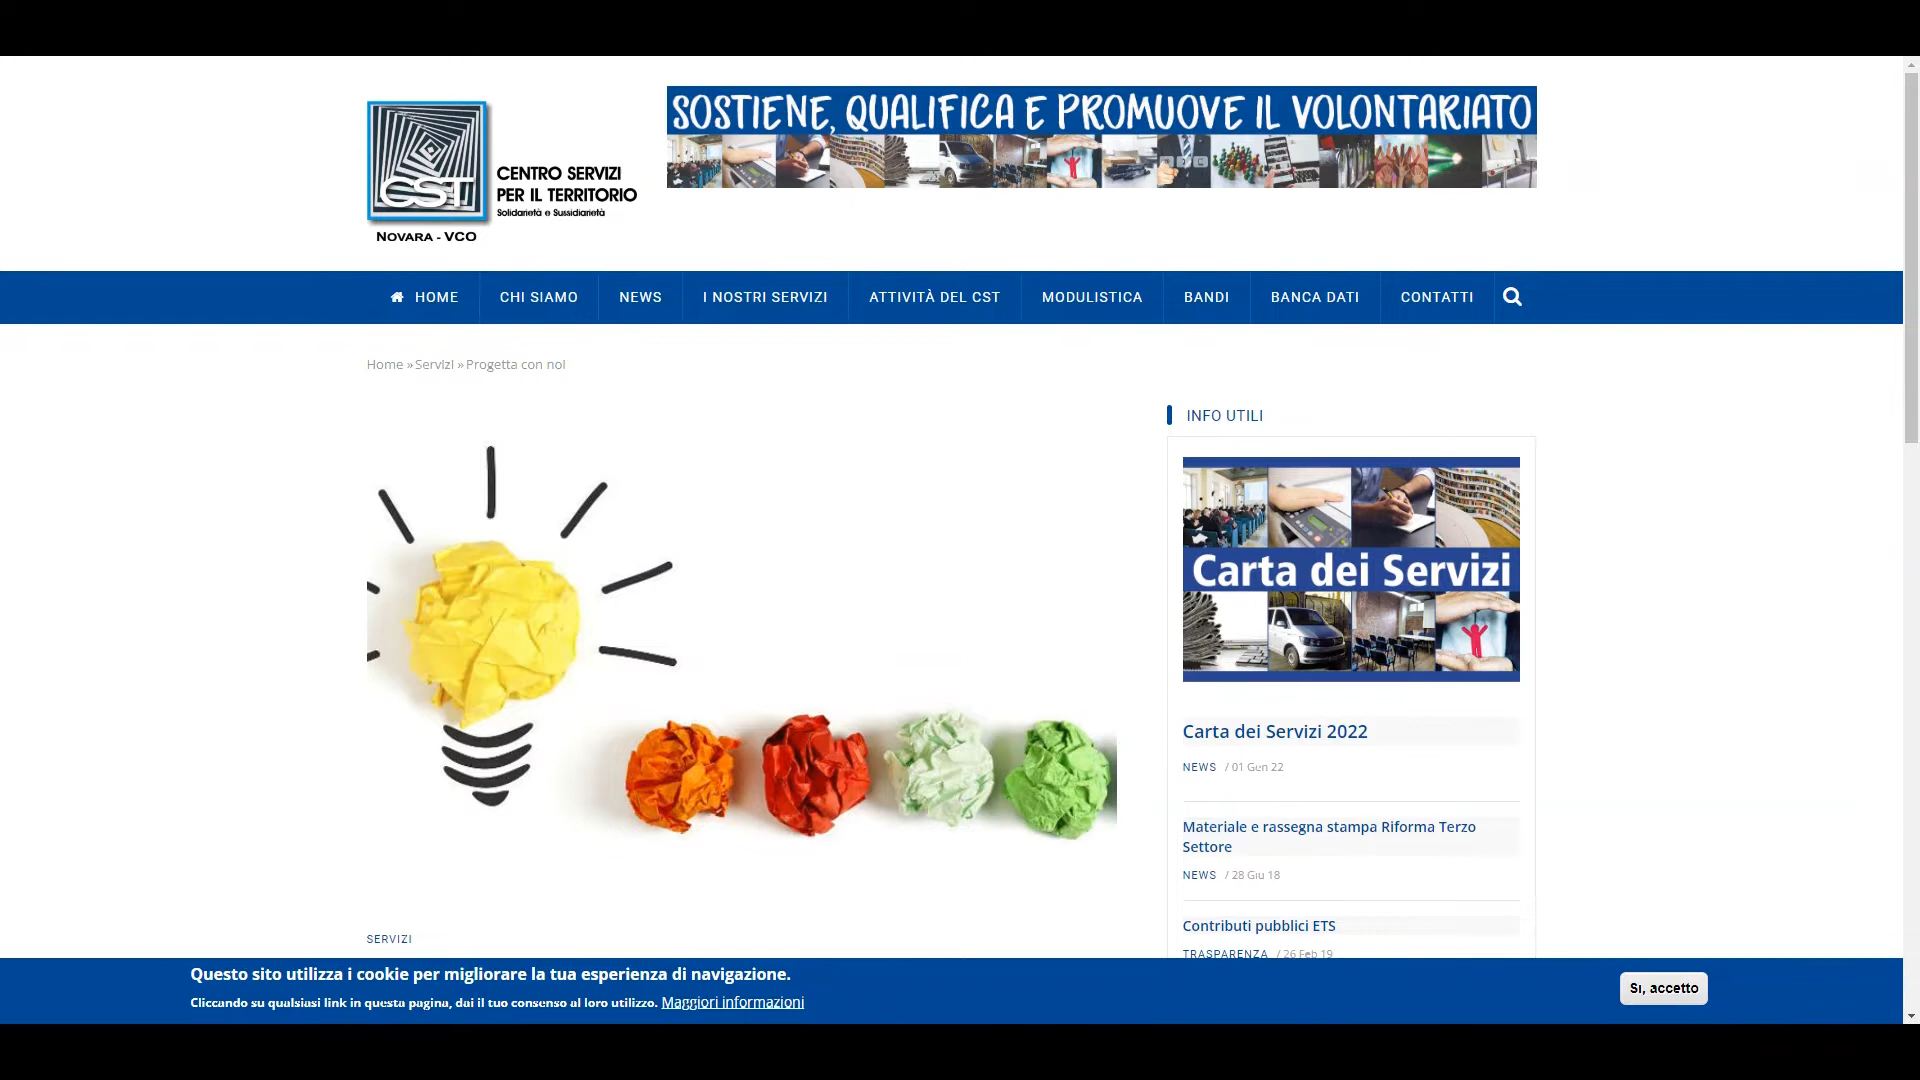 SOSTIENE, QUALIFICA E PROMUOVE IL VOLONTARIATO
CST
CENTRO SERVIZI
PER IL TERRITORIO
Solidarietà e Sussidiarietà
NOVARA - VCO
HOME CHI SIAMO NEWS I NOSTRI SERVIZI ATTIVITÀ DEL CST MODULISTICA BANDI BANCA DATI CONTATTI
Home » Servizi » Progetta con noi
INFO UTILI
Carta dei Servizi
Carta dei Servizi 2022
NEWS / 01 Gen 22
Materiale e rassegna stampa Riforma Terzo
Settore
NEWS / 28 Giu 18
Contributi pubblici ETS
TRASPARENZA / 26 Feb 19
SERVIZI
Questo sito utilizza i cookie per migliorare la tua esperienza di navigazione.
Cliccando su qualsiasi link in questa pagina, dai il tuo consenso al loro utilizzo. Maggiori informazioni
Sì, accetto